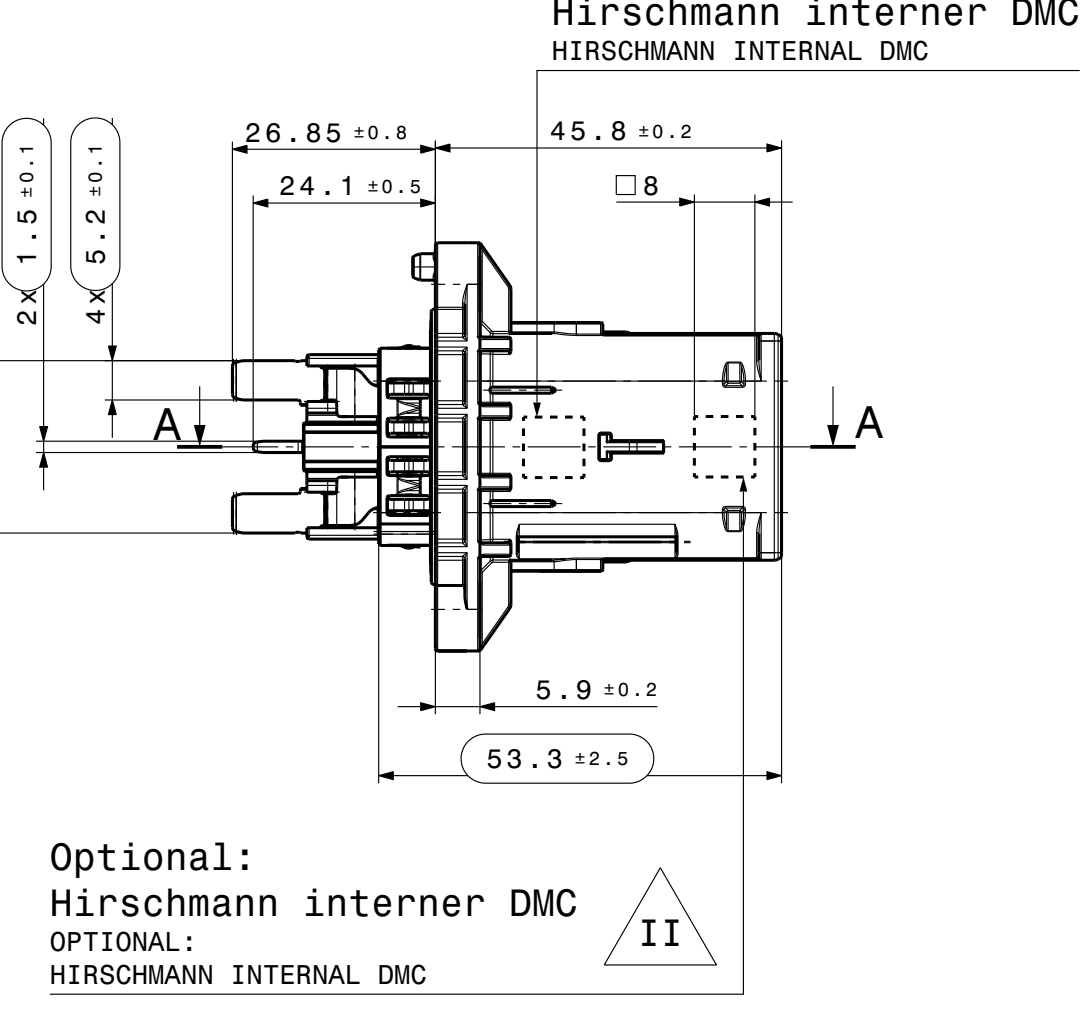 Hirschmann interner DMC
HIRSCHMANN INTERNAL DMC
26.85 ±0.8
45.8 ±0.2
24.1 ±0.5
□8
2x 1.5 ±0.1
4x 5.2 ±0.1
A
A
5.9 ±0.2
53.3 ±2.5
Optional:
Hirschmann interner DMC
OPTIONAL:
HIRSCHMANN INTERNAL DMC
II